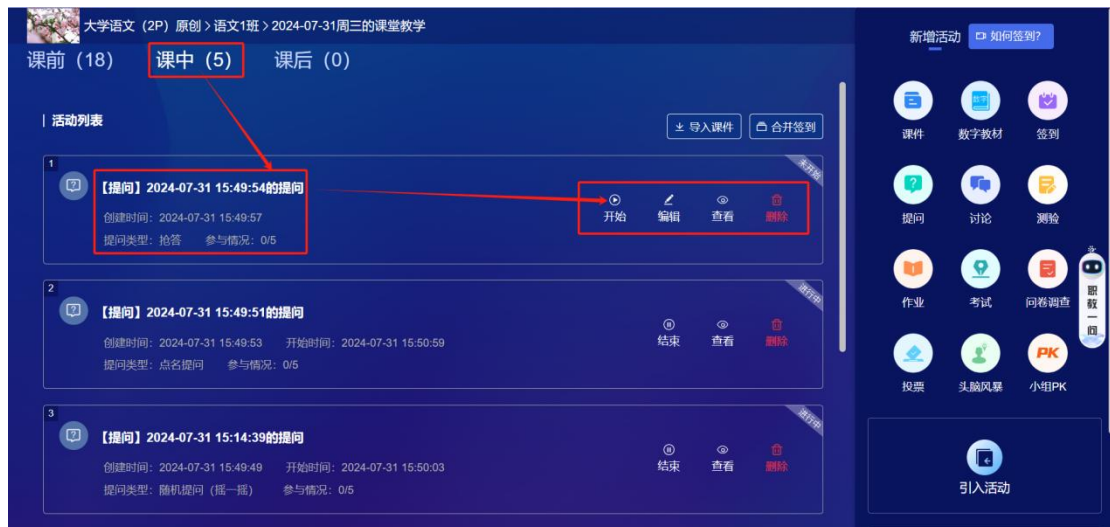 大学语文（2P）原创 > 语文1班 > 2024-07-31周三的课堂教学
课前（18） 课中（5） 课后（0）
活动列表
导入课件 合并签到
1
未开始
【提问】2024-07-31 15:49:54的提问
创建时间：2024-07-31 15:49:57
提问类型：抢答 参与情况：0/5
开始 编辑 查看 删除
2
进行中
【提问】2024-07-31 15:49:51的提问
创建时间：2024-07-31 15:49:53 开始时间：2024-07-31 15:50:59
提问类型：点名提问 参与情况：0/5
结束 查看 删除
3
进行中
【提问】2024-07-31 15:14:39的提问
创建时间：2024-07-31 15:49:49 开始时间：2024-07-31 15:50:03
提问类型：随机提问（摇一摇） 参与情况：0/5
结束 查看 删除
新增活动 如何签到?
数字
课件 数字教材 签到
提问 讨论 测验
作业 考试 问卷调查
PK
投票 头脑风暴 小组PK
引入活动
职教一问